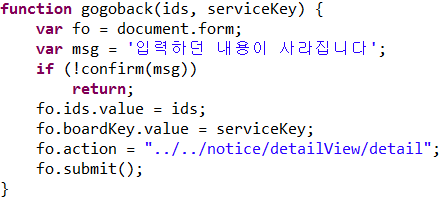 function gogoback(ids, serviceKey) {
    var fo = document.form;
    var msg = '입력하던 내용이 사라집니다';
    if (!confirm(msg))
        return;
    fo.ids.value = ids;
    fo.boardKey.value = serviceKey;
    fo.action = "../../notice/detailView/detail";
    fo.submit();
}